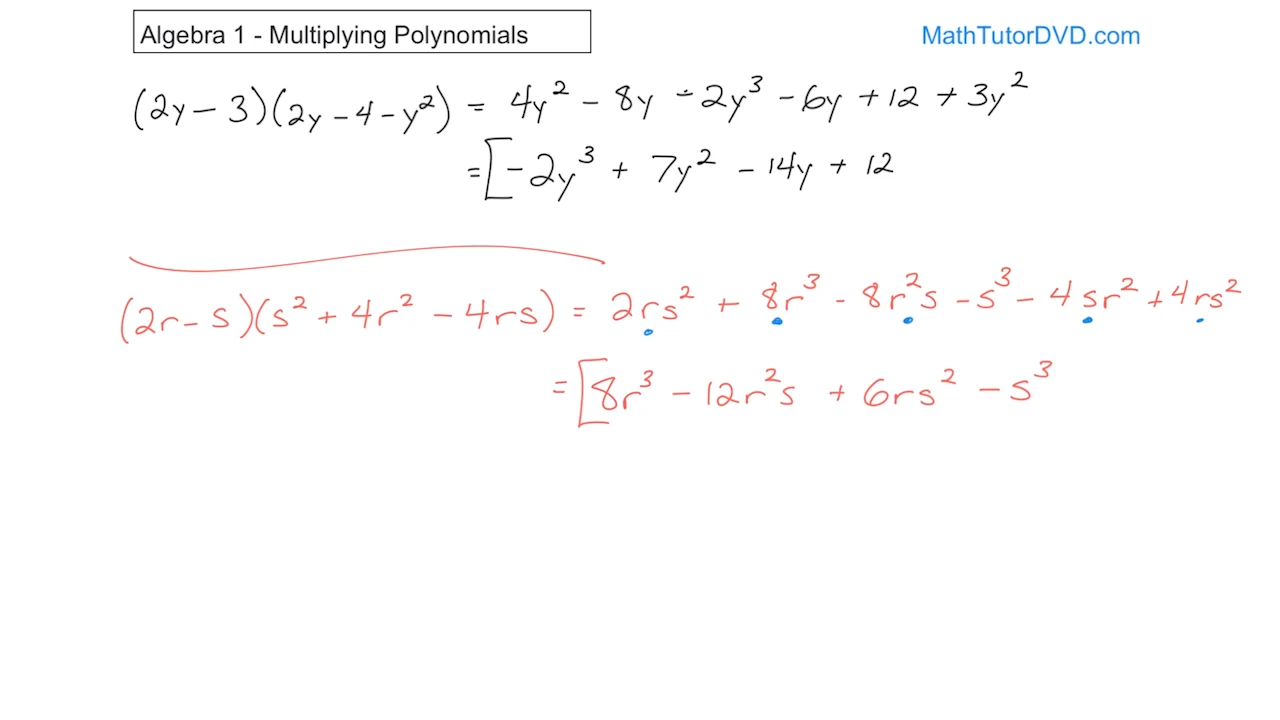 Algebra 1 - Multiplying Polynomials
MathTutorDVD.com
(2y - 3)(2y - 4 - y²) = 4y² - 8y - 2y³ - 6y + 12 + 3y²
= [-2y³ + 7y² - 14y + 12
(2r - s)(s² + 4r² - 4rs) = 2rs² + 8r³ - 8r²s - s³ - 4sr² + 4rs²
= [8r³ - 12r²s + 6rs² - s³